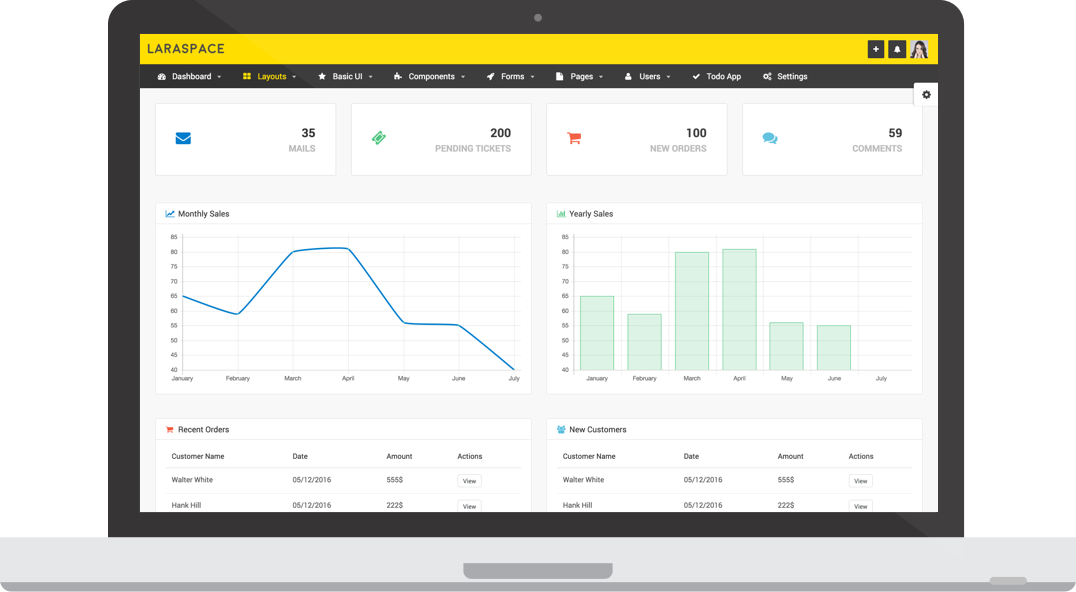 LARASPACE
Dashboard Layouts Basic UI Components Forms Pages Users Todo App Settings
35 200 100 59
MAILS PENDING TICKETS NEW ORDERS COMMENTS
Monthly Sales
85
80
75
70
65
60
55
50
45
40
January February March April May June July
Yearly Sales
85
80
75
70
65
60
55
50
45
40
January February March April May June July
Recent Orders
Customer Name Date Amount Actions
Walter White 05/12/2016 555$ View
Hank Hill 05/12/2016 222$ View
New Customers
Customer Name Date Amount Actions
Walter White 05/12/2016 555$ View
Hank Hill 05/12/2016 222$ View